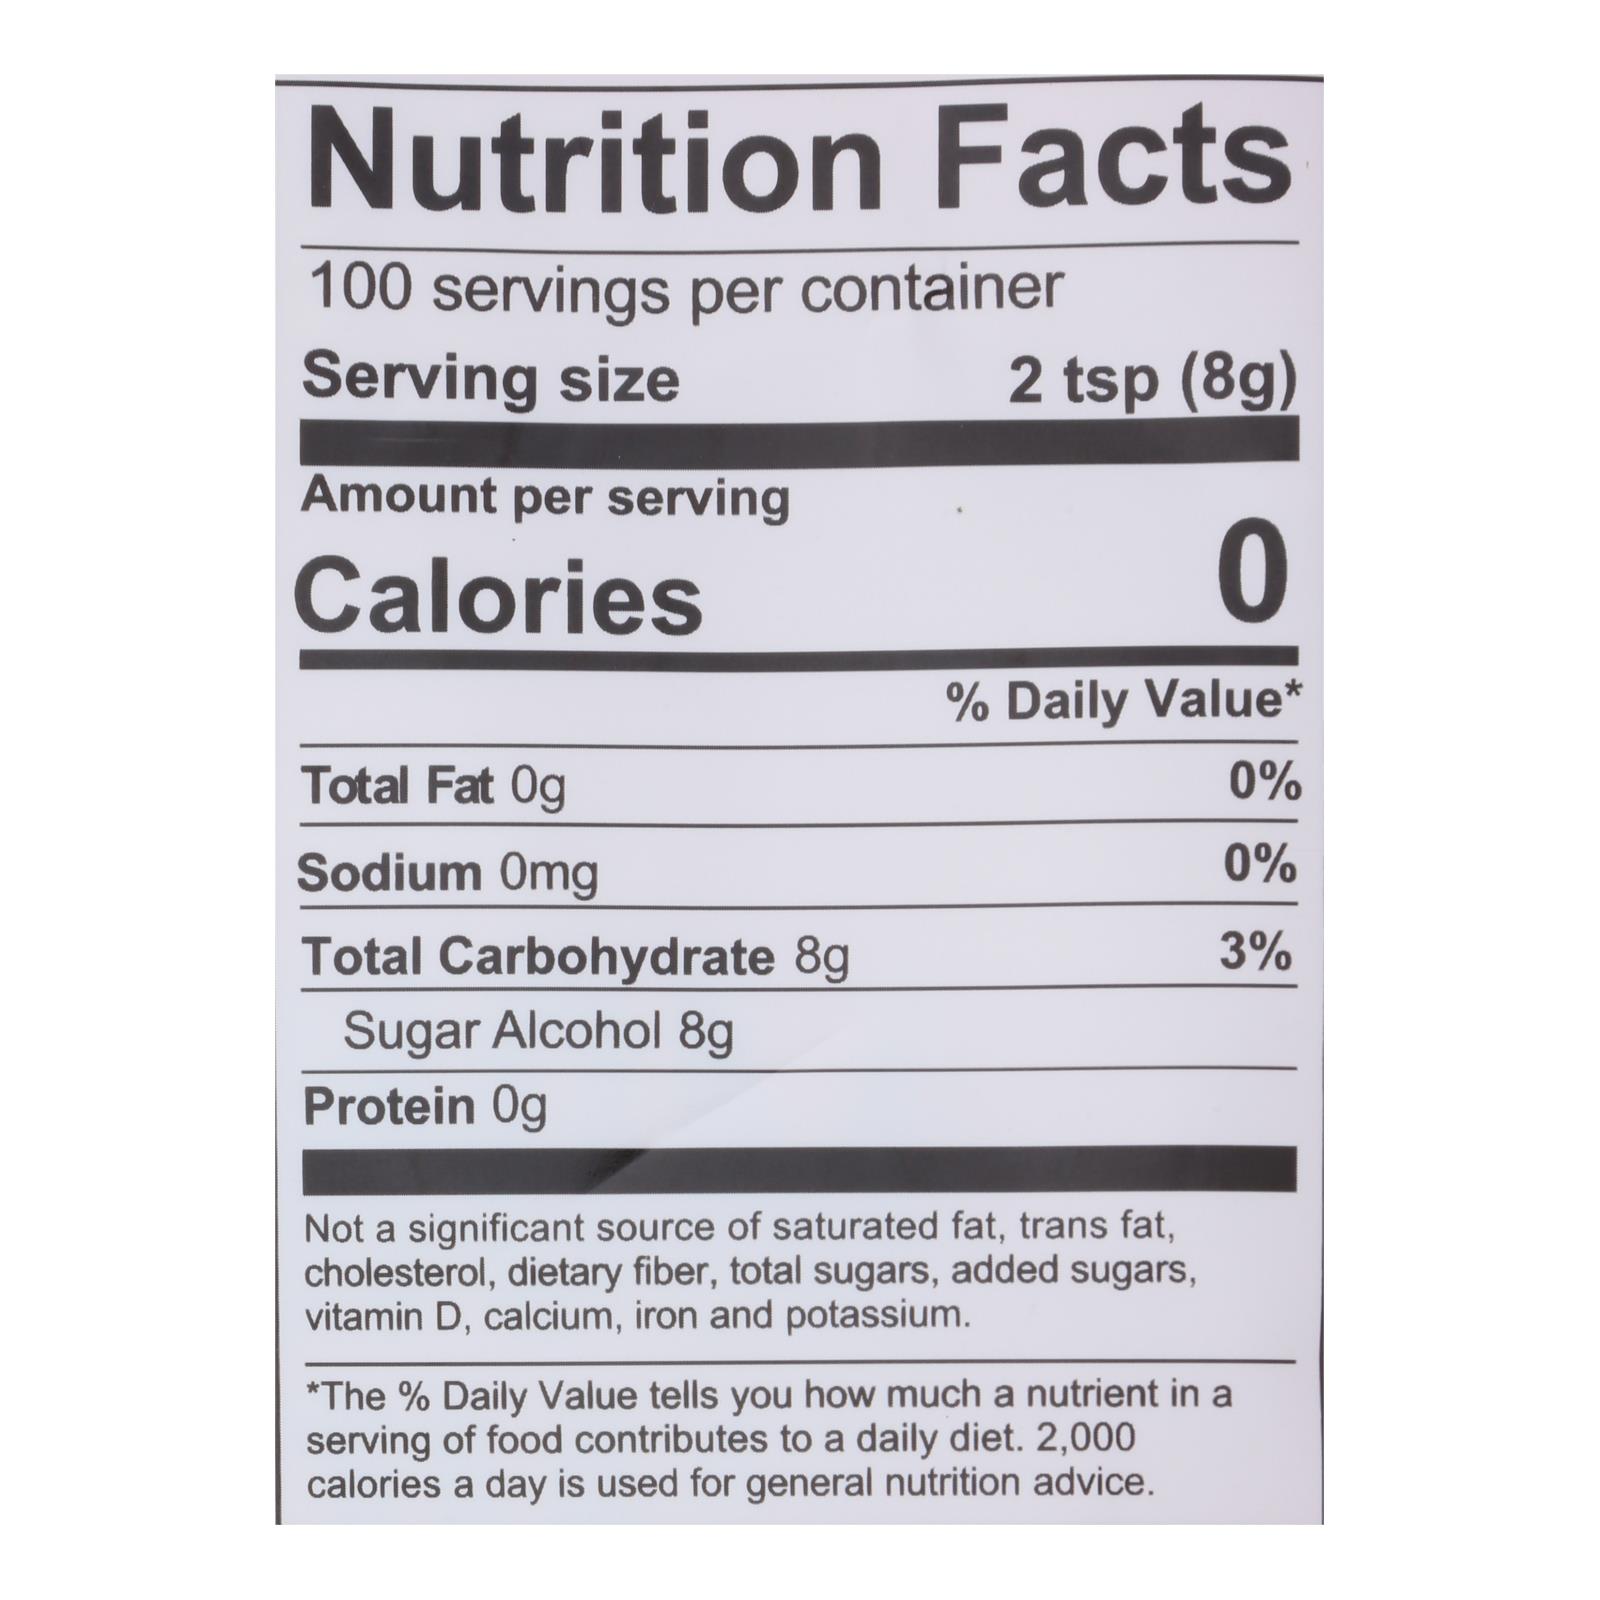 Nutrition Facts
100 servings per container
Serving size 2 tsp (8g)
Amount per serving
Calories 0
% Daily Value*
Total Fat 0g 0%
Sodium 0mg 0%
Total Carbohydrate 8g 3%
Sugar Alcohol 8g
Protein 0g
Not a significant source of saturated fat, trans fat,
cholesterol, dietary fiber, total sugars, added sugars,
vitamin D, calcium, iron and potassium.
*The % Daily Value tells you how much a nutrient in a
serving of food contributes to a daily diet. 2,000
calories a day is used for general nutrition advice.